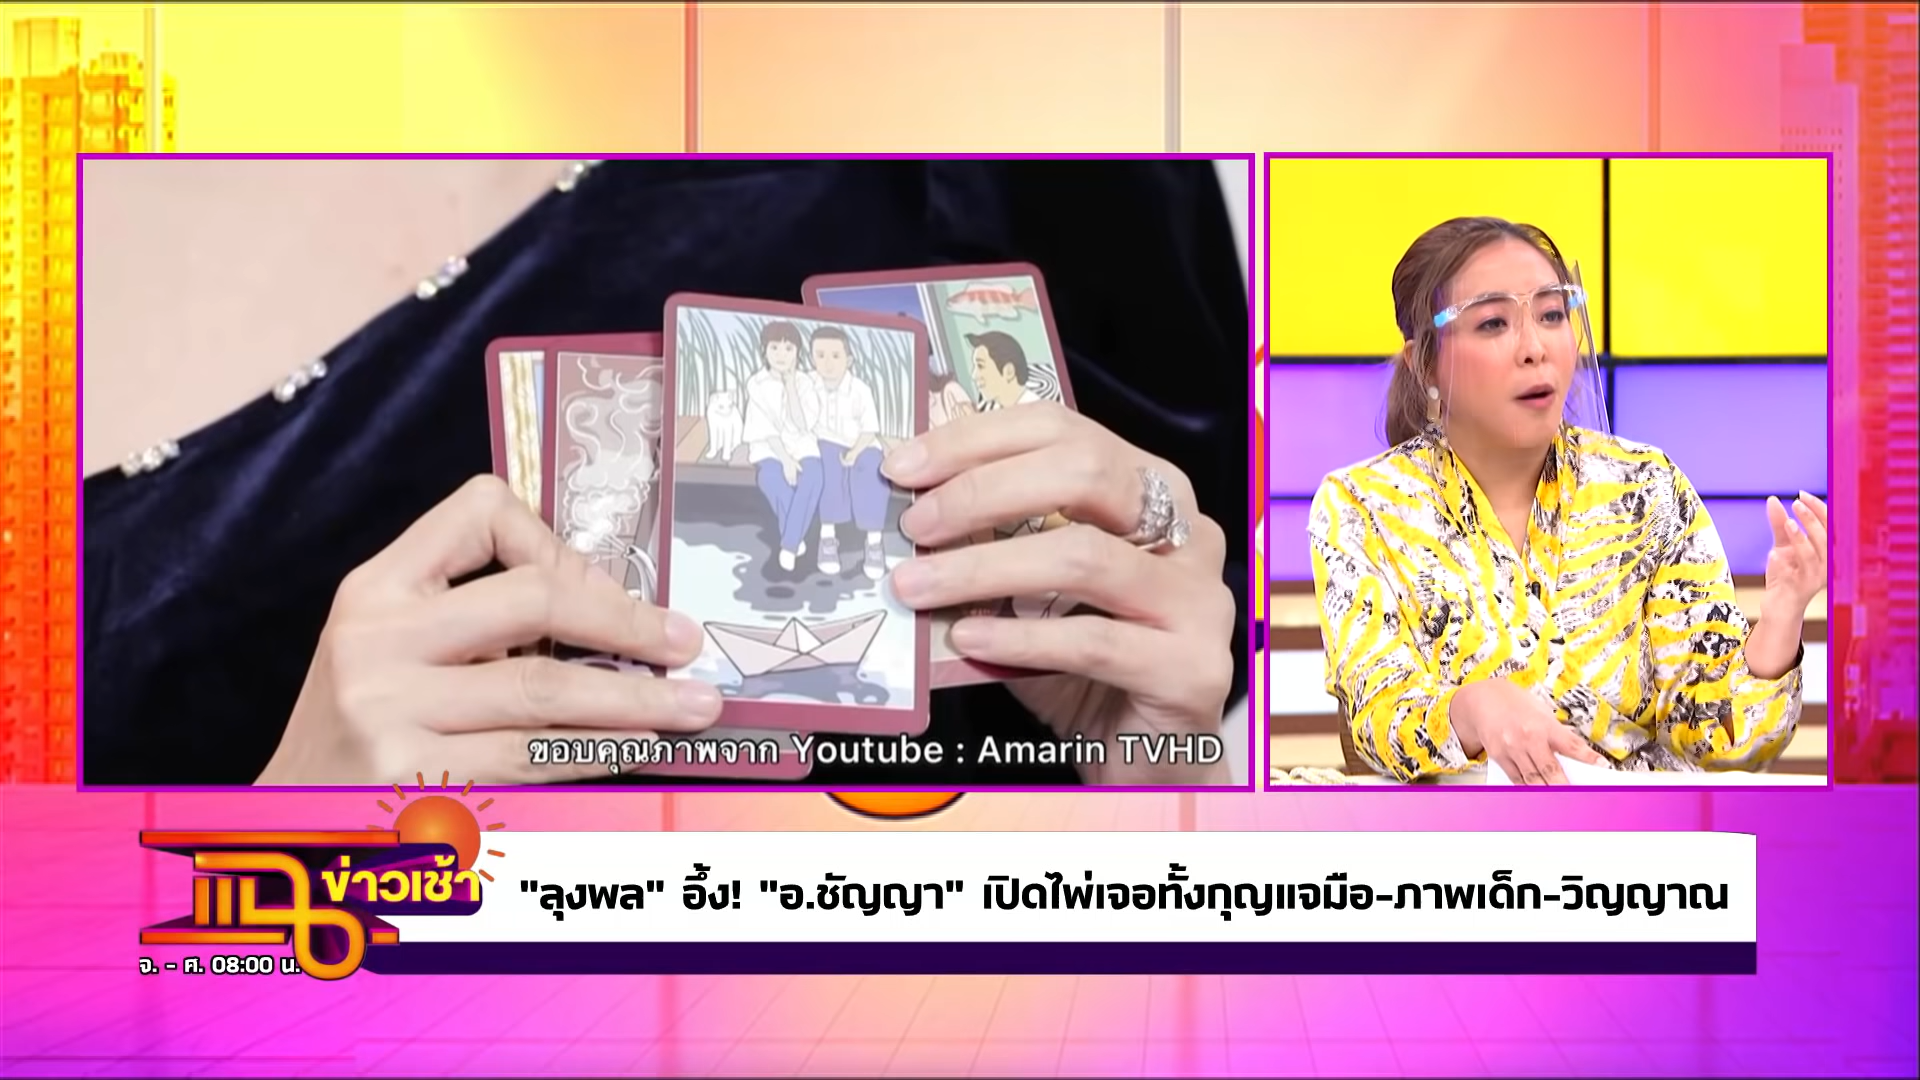 ขอบคุณภาพจาก Youtube : Amarin TVHD
แฉ
ข่าวเช้า
"ลุงพล" อึ้ง! "อ.ชัญญา" เปิดไพ่เจอทั้งกุญแจมือ-ภาพเด็ก-วิญญาณ
จ. - ศ. 08:00 น.